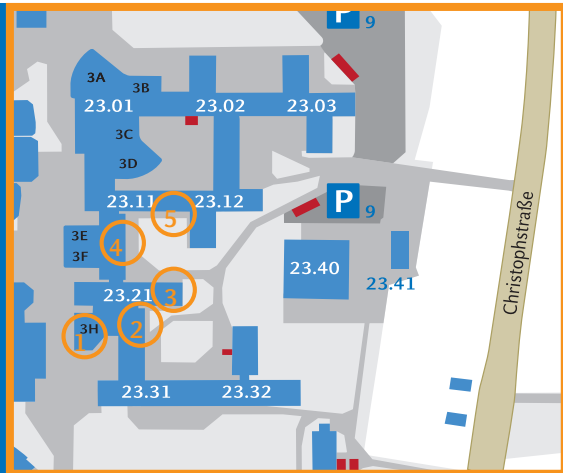 P 9
3A
3B
23.01 23.02 23.03
3C
3D
23.11 23.12
P
9
5
3E
4
3F
23.40
23.41
23.21 3
3H 2
1
23.31 23.32
Christophstraße